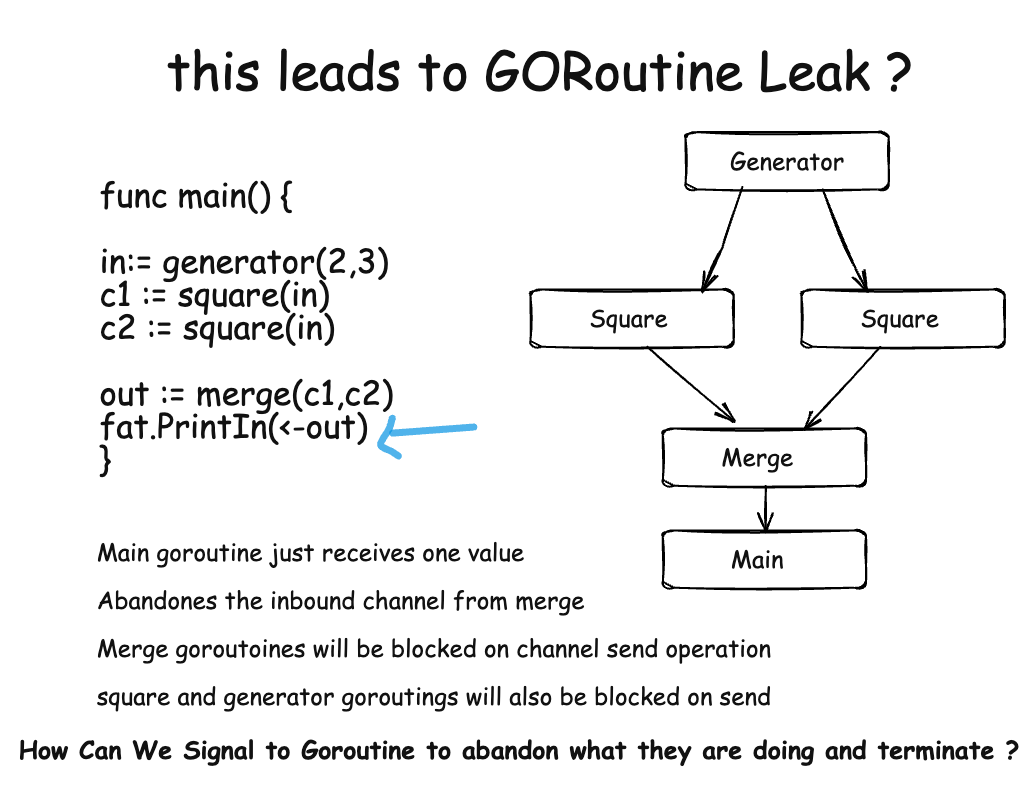 this leads to GORoutine Leak ?
func main() {
in:= generator(2,3)
c1 := square(in)
c2 := square(in)
out := merge(c1,c2)
fat.PrintIn(<-out)
}
Generator
Square
Square
Merge
Main
Main goroutine just receives one value
Abandones the inbound channel from merge
Merge goroutoines will be blocked on channel send operation
square and generator goroutings will also be blocked on send
How Can We Signal to Goroutine to abandon what they are doing and terminate ?